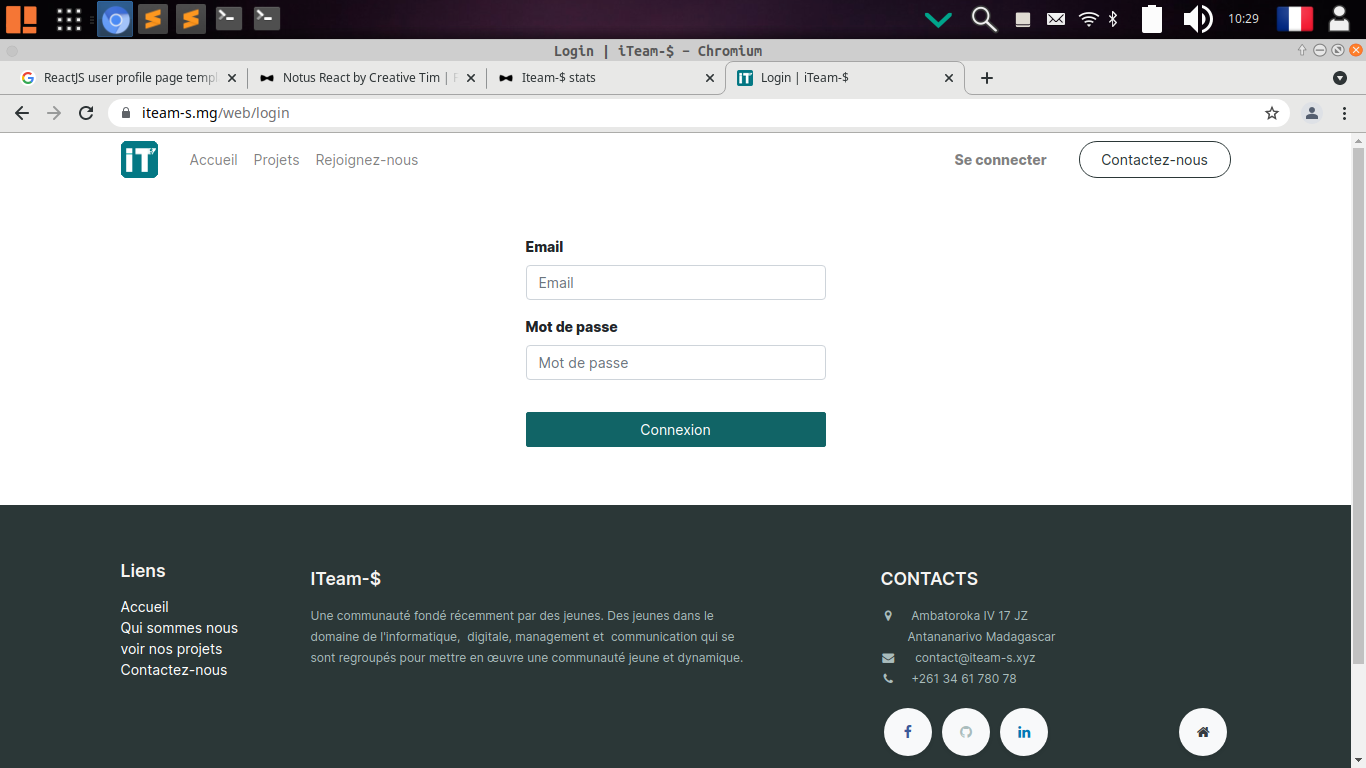 10:29
Login | iTeam-$ - Chromium
ReactJS user profile page templ
Notus React by Creative Tim |
Iteam-$ stats
iT Login | iTeam-$
iteam-s.mg/web/login
iT Accueil Projets Rejoignez-nous Se connecter Contactez-nous
Email
Email
Mot de passe
Mot de passe
Connexion
Liens
Accueil
Qui sommes nous
voir nos projets
Contactez-nous
ITeam-$
Une communauté fondé récemment par des jeunes. Des jeunes dans le
domaine de l'informatique, digitale, management et communication qui se
sont regroupés pour mettre en œuvre une communauté jeune et dynamique.
CONTACTS
Ambatoroka IV 17 JZ
Antananarivo Madagascar
contact@iteam-s.xyz
+261 34 61 780 78